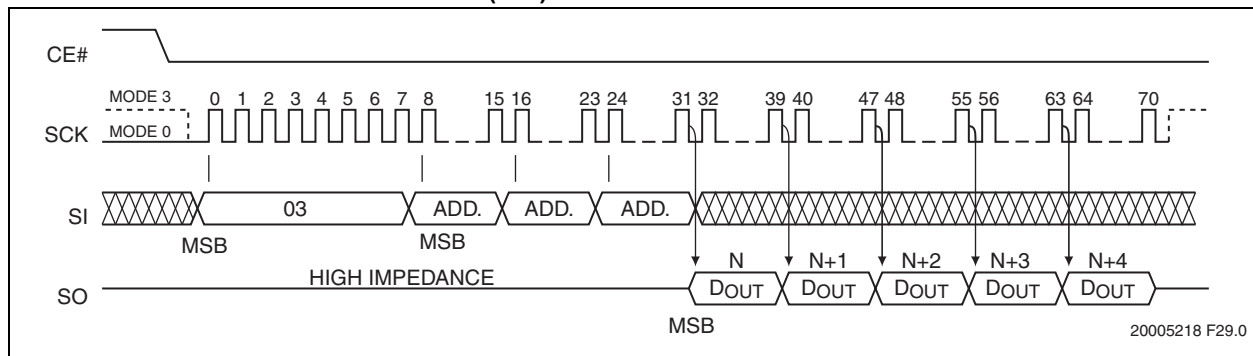 CE#
MODE 3
0 1 2 3 4 5 6 7 8 15 16 23 24 31 32 39 40 47 48 55 56 63 64 70
SCK
MODE 0
SI
03
ADD.
ADD.
ADD.
MSB
MSB
N
N+1
N+2
N+3
N+4
HIGH IMPEDANCE
SO
DOUT
DOUT
DOUT
DOUT
DOUT
MSB
20005218 F29.0